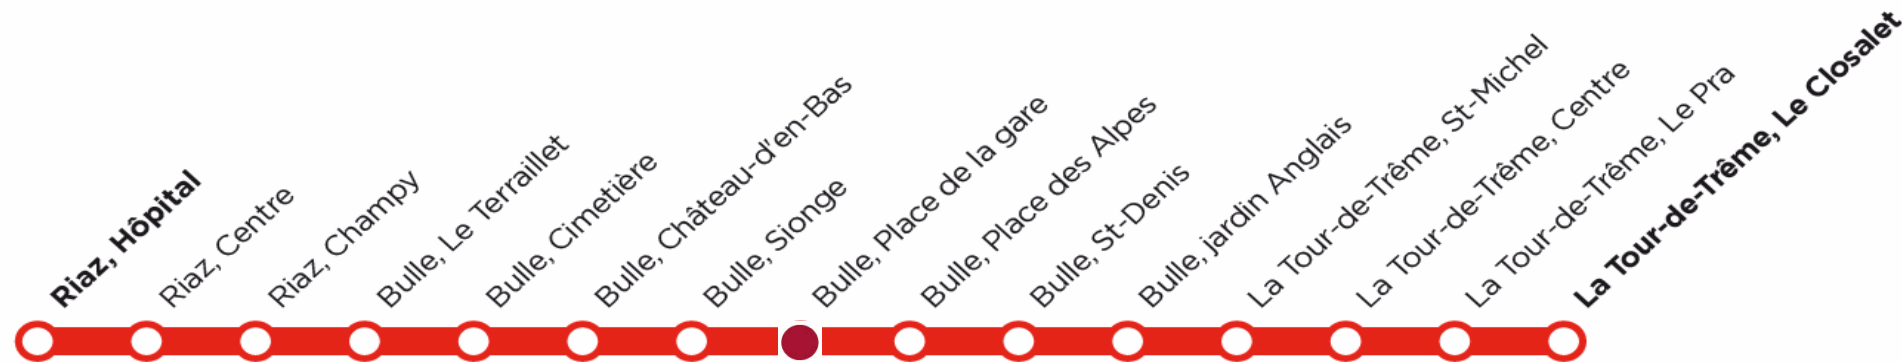 Riaz, Hôpital
Riaz, Centre
Riaz, Champy
Bulle, Le Terraillet
Bulle, Cimetière
Bulle, Château-d'en-Bas
Bulle, Sionge
Bulle, Place de la gare
Bulle, Place des Alpes
Bulle, St-Denis
Bulle, jardin Anglais
La Tour-de-Trême, St-Michel
La Tour-de-Trême, Centre
La Tour-de-Trême, Le Pra
La Tour-de-Trême, Le Closalet